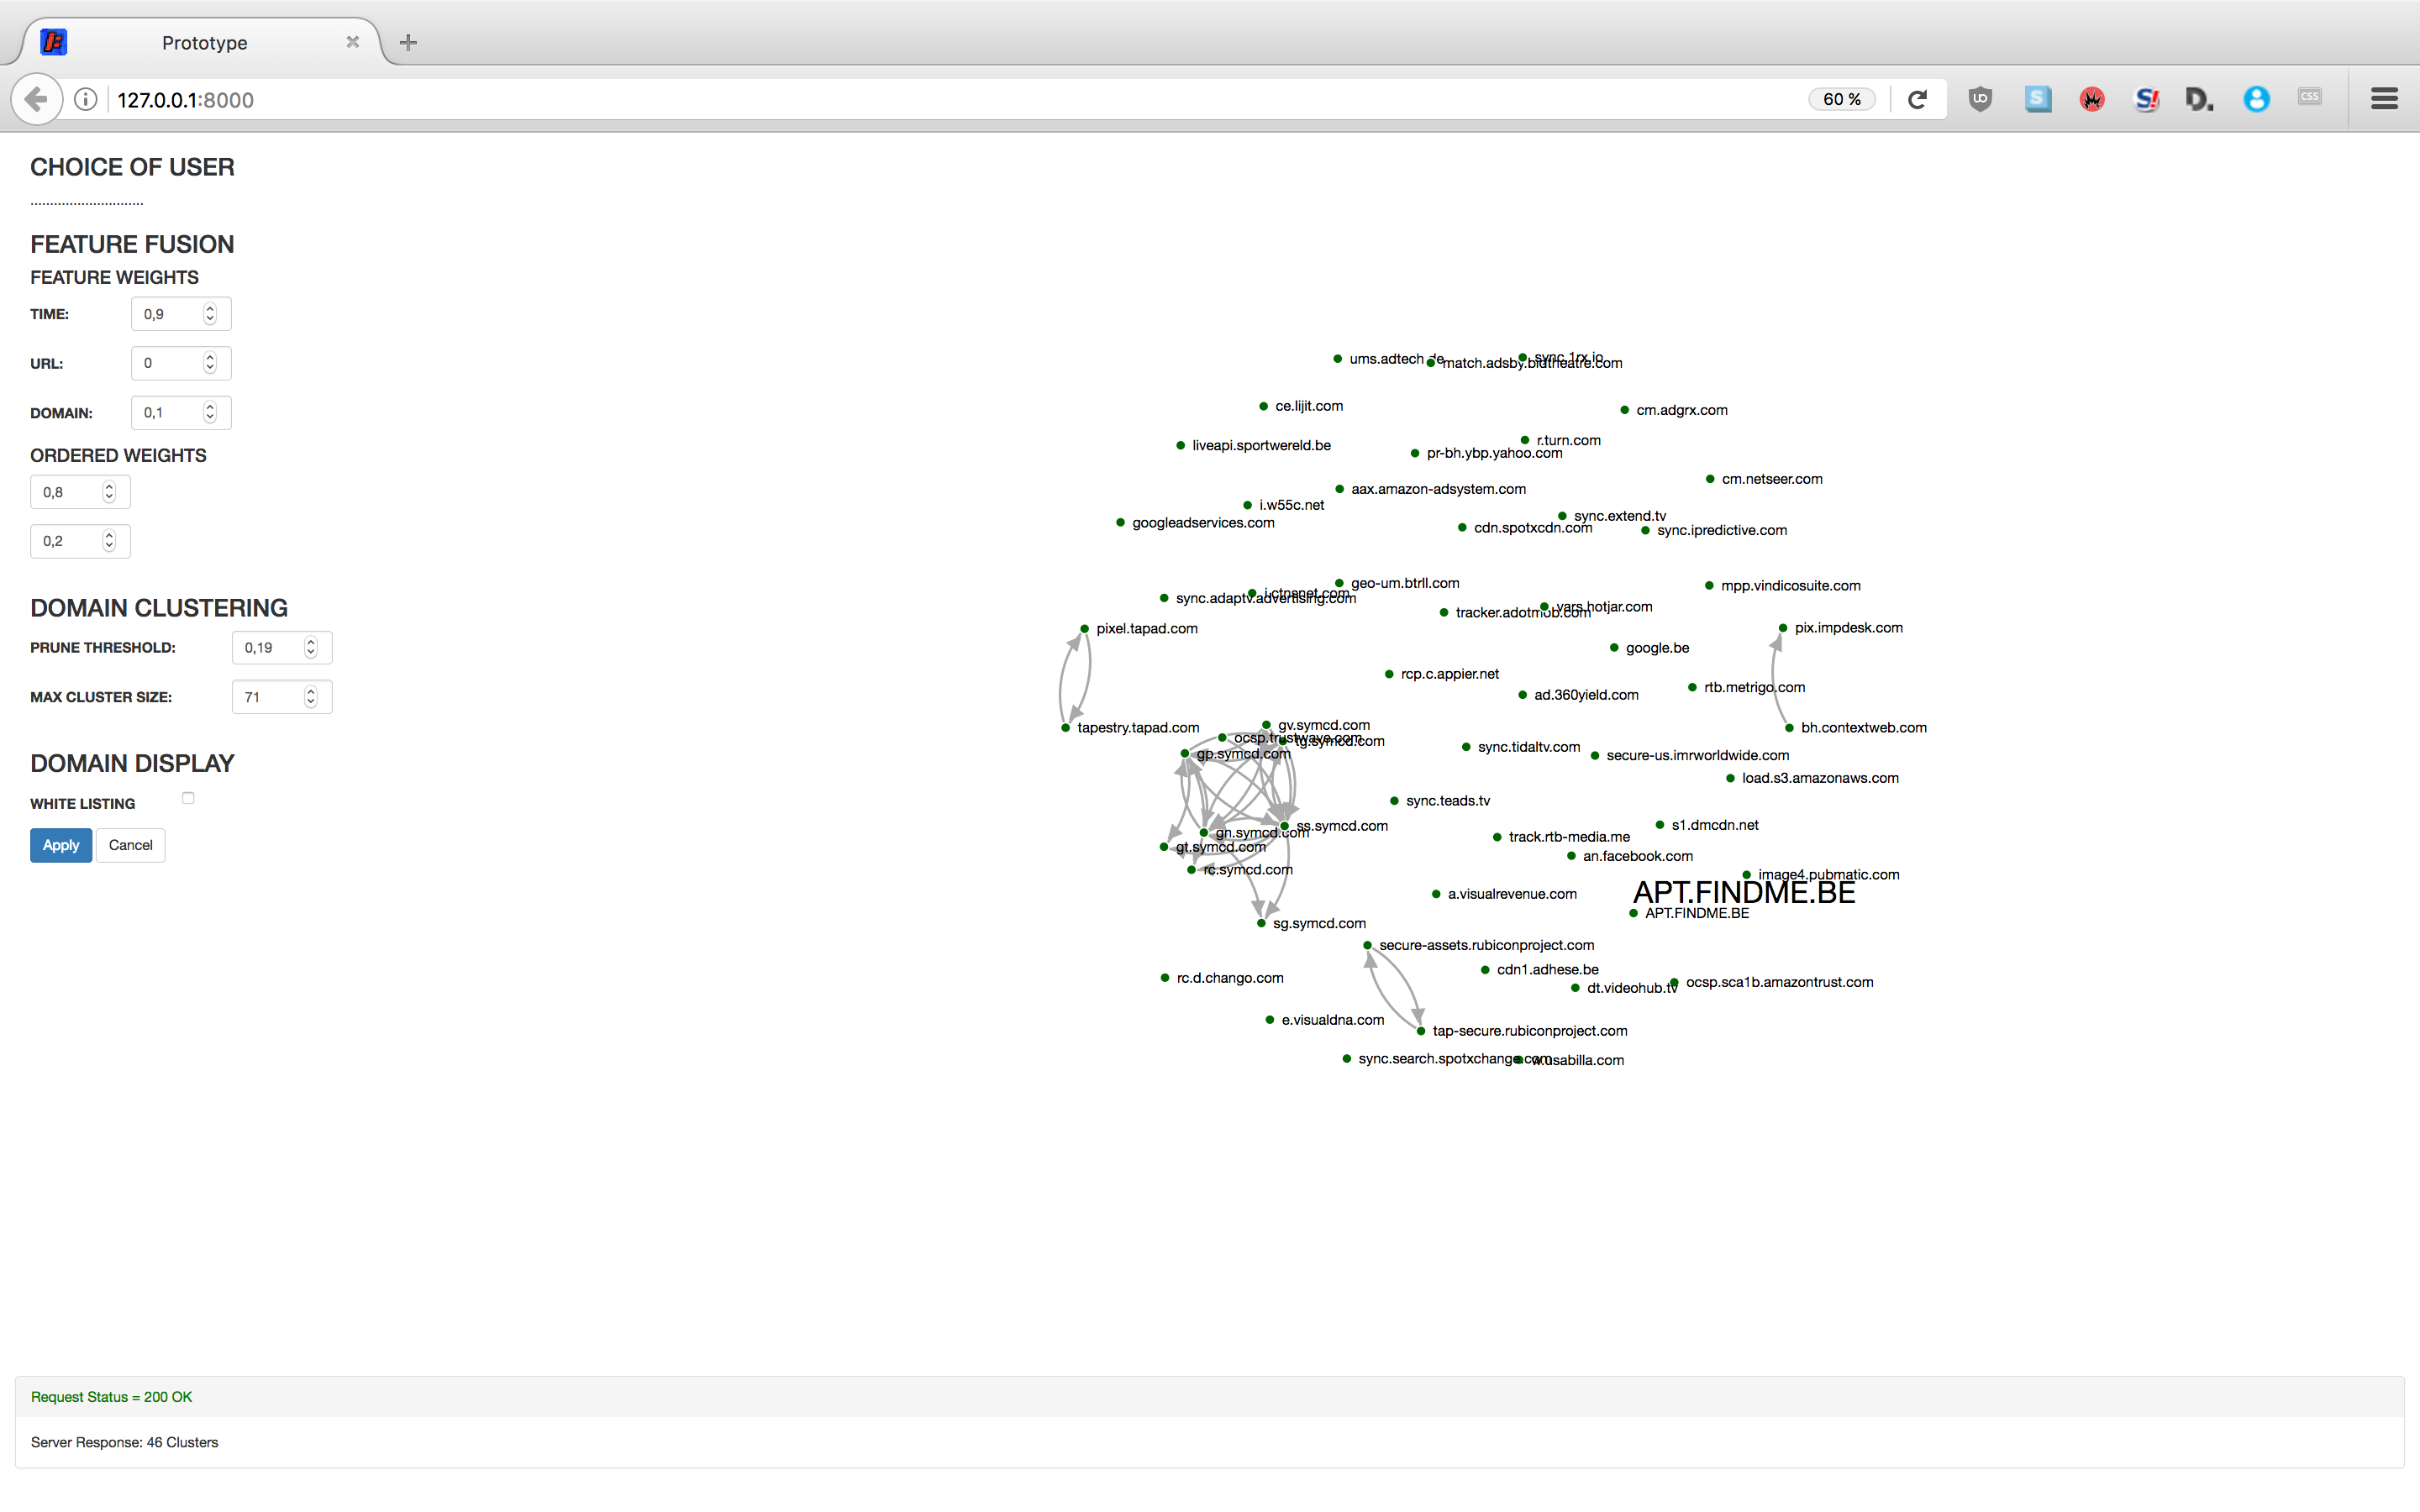 Prototype
127.0.0.1:8000
60 %
CSS
CHOICE OF USER
.............................
FEATURE FUSION
FEATURE WEIGHTS
TIME: 0,9
URL: 0
DOMAIN: 0,1
ORDERED WEIGHTS
0,8
0,2
DOMAIN CLUSTERING
PRUNE THRESHOLD: 0,19
MAX CLUSTER SIZE: 71
DOMAIN DISPLAY
WHITE LISTING
Apply Cancel
ums.adtech.de
sync.1rx.io
match.adsby.bidtheatre.com
ce.lijit.com
cm.adgrx.com
r.turn.com
liveapi.sportwereld.be
pr-bh.ybp.yahoo.com
cm.netseer.com
aax.amazon-adsystem.com
i.w55c.net
sync.extend.tv
googleadservices.com
cdn.spotxcdn.com
sync.ipredictive.com
geo-um.btrll.com
mpp.vindicosuite.com
i.ctnsnet.com
sync.adaptv.advertising.com
vars.hotjar.com
tracker.adotmob.com
pixel.tapad.com
pix.impdesk.com
google.be
rcp.c.appier.net
rtb.metrigo.com
ad.360yield.com
gv.symcd.com
tapestry.tapad.com
bh.contextweb.com
ocsp.trustwave.com
tg.symcd.com
sync.tidaltv.com
gp.symcd.com
secure-us.imrworldwide.com
load.s3.amazonaws.com
sync.teads.tv
s1.dmcdn.net
ss.symcd.com
gn.symcd.com
track.rtb-media.me
gt.symcd.com
an.facebook.com
rc.symcd.com
image4.pubmatic.com
APT.FINDME.BE
a.visualrevenue.com
APT.FINDME.BE
sg.symcd.com
secure-assets.rubiconproject.com
cdn1.adhese.be
rc.d.chango.com
ocsp.sca1b.amazontrust.com
dt.videohub.tv
e.visualdna.com
tap-secure.rubiconproject.com
sync.search.spotxchange.com
w.usabilla.com
Request Status = 200 OK
Server Response: 46 Clusters